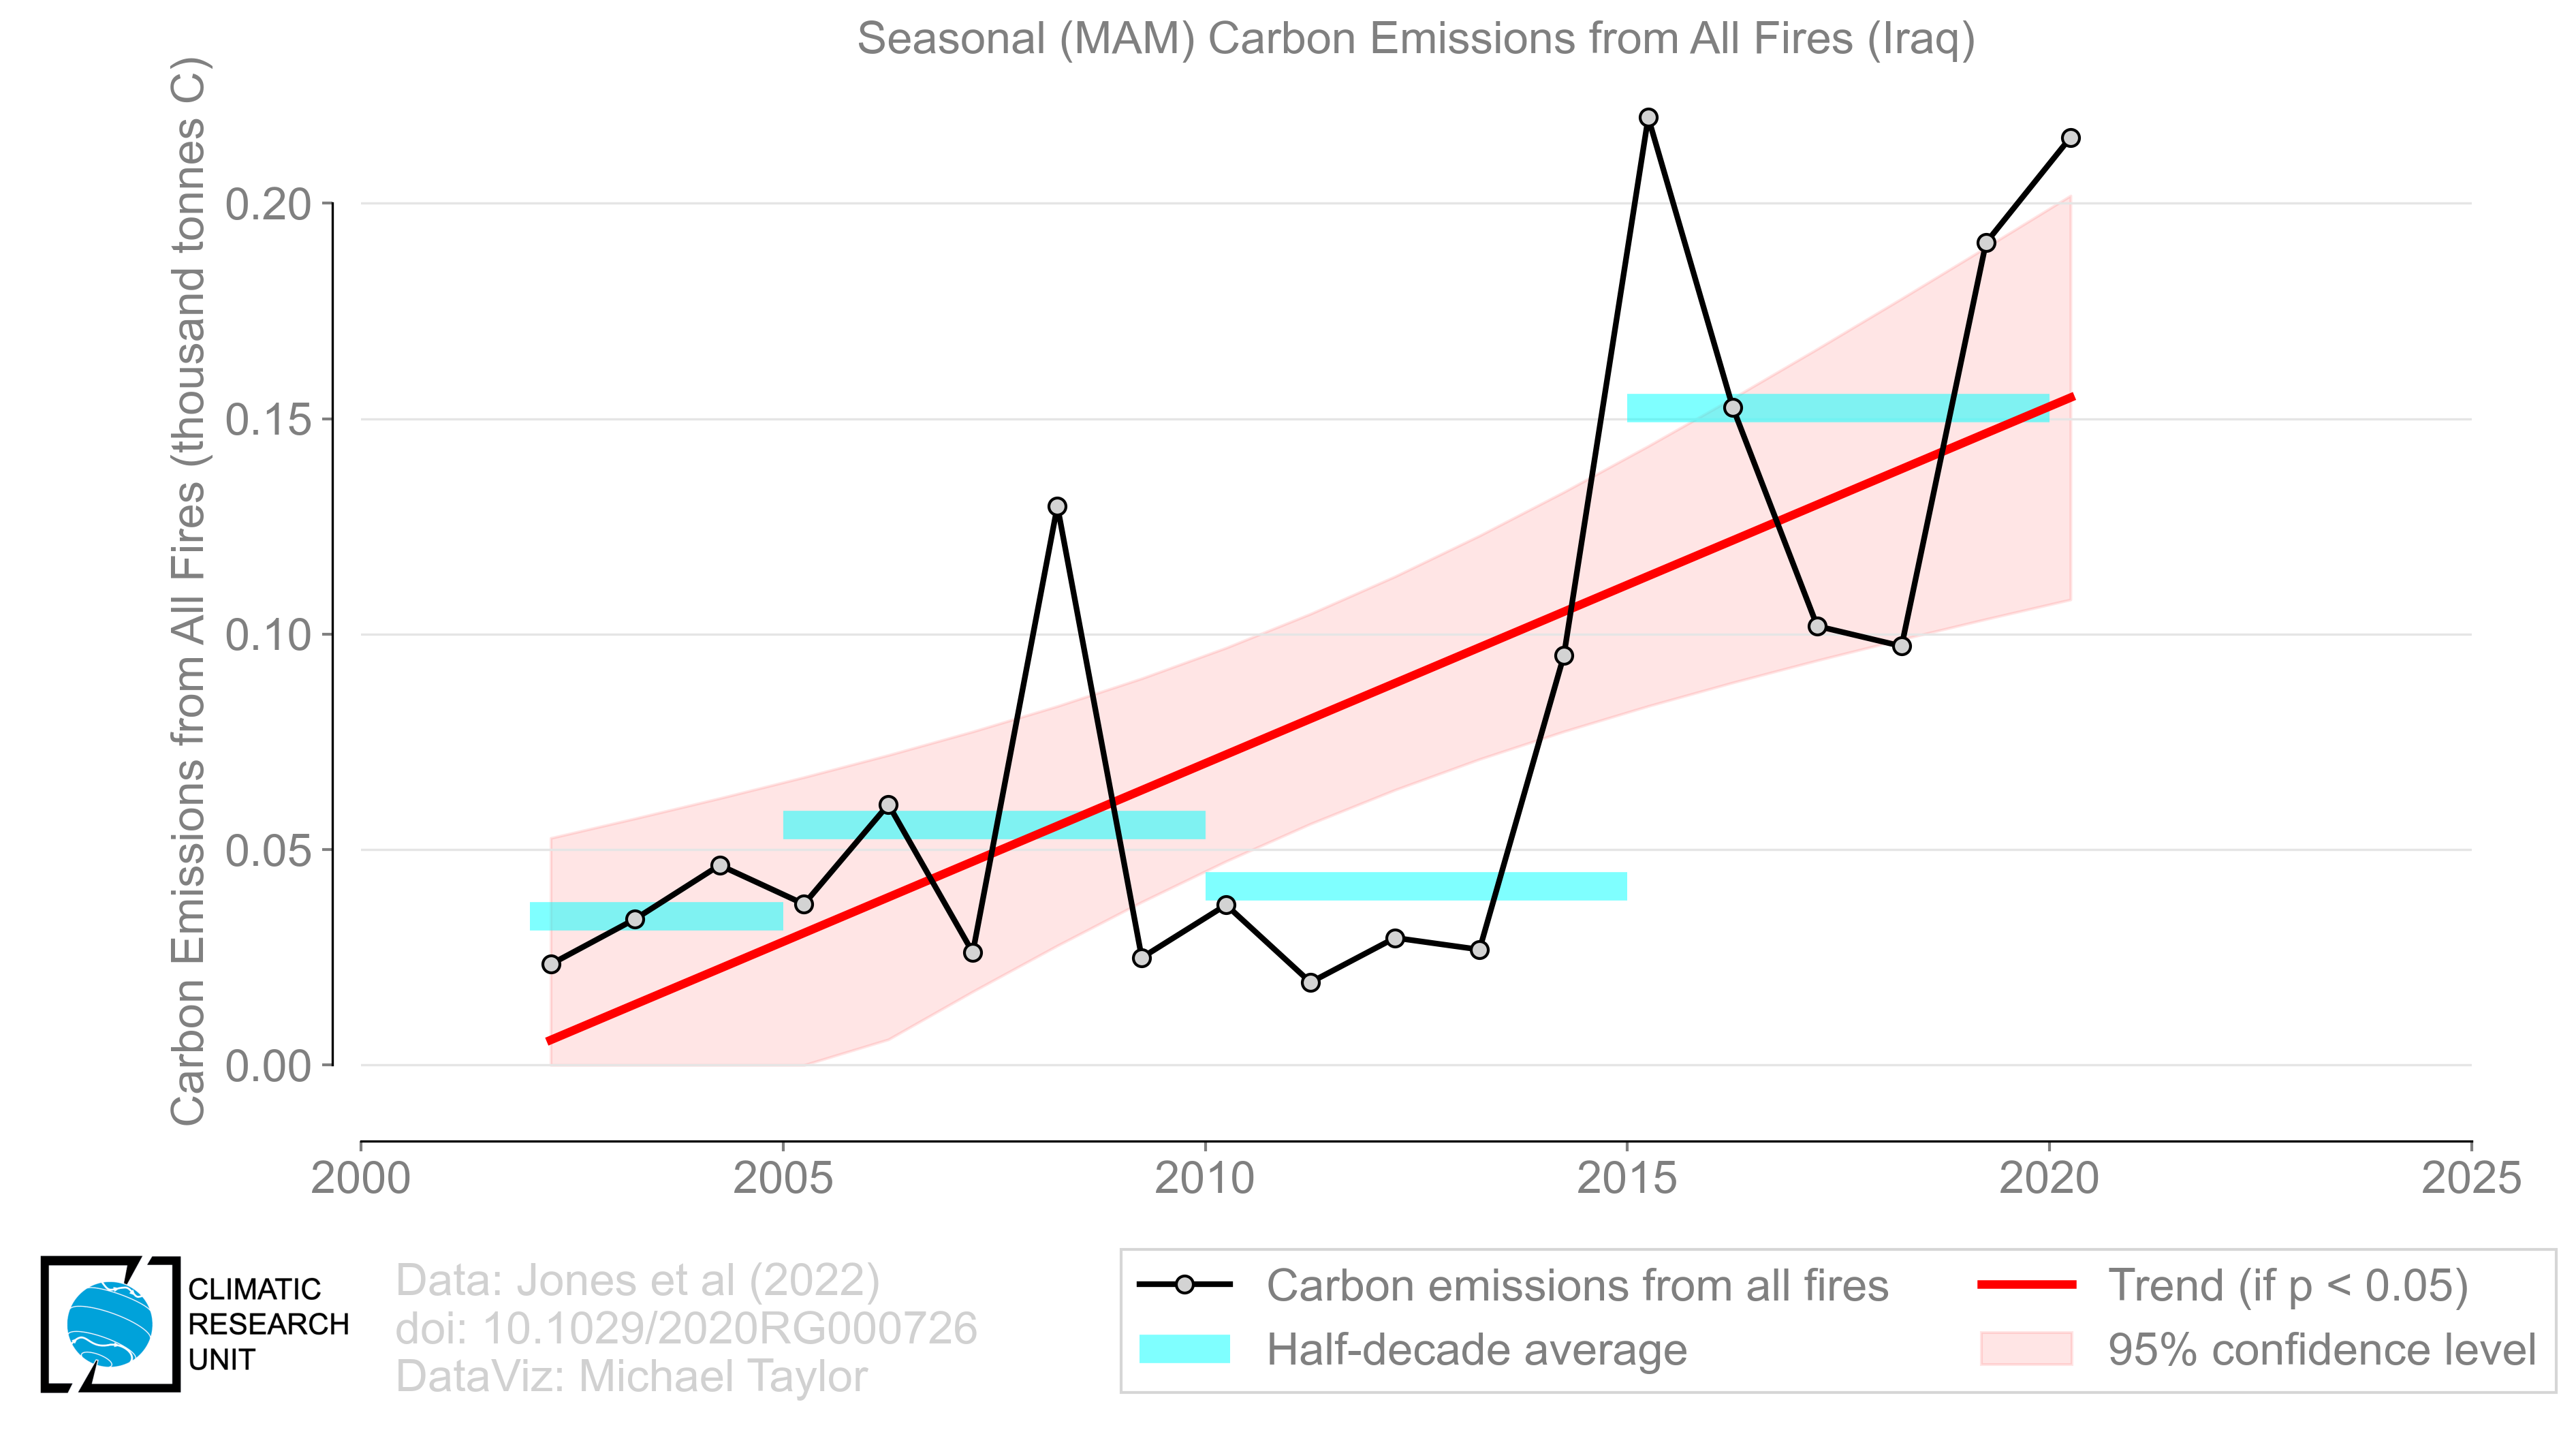 Seasonal (MAM) Carbon Emissions from All Fires (Iraq)
Carbon Emissions from All Fires (thousand tonnes C)
0.20
0.15
0.10
0.05
0.00
2000 2005 2010 2015 2020 2025
CLIMATIC
RESEARCH
UNIT
Data: Jones et al (2022)
doi: 10.1029/2020RG000726
DataViz: Michael Taylor
Carbon emissions from all fires
Half-decade average
Trend (if p < 0.05)
95% confidence level